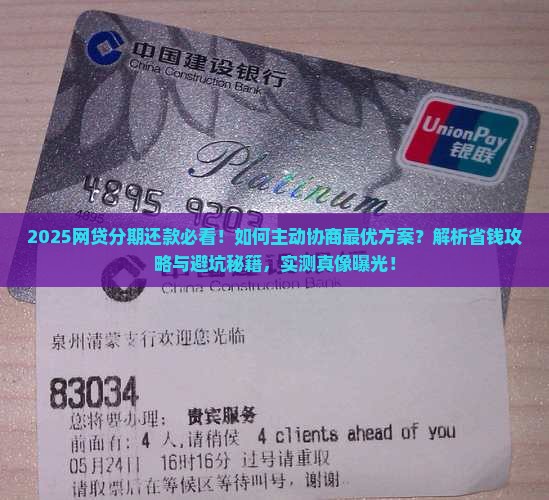 中国建设银行
China Construction Bank
UnionPay
银联
Platinum
4895 9203
2025网贷分期还款必看！如何主动协商最优方案？解析省钱攻
略与避坑秘籍，实测真像曝光！
泉州清蒙支行欢迎您光临
83034
您将要办理： 贵宾服务
前面有: 4 人,请稍侯 4 clients ahead of you
05月24日 16时16分 过号请重取
请取票后在等候区等待叫号，谢谢